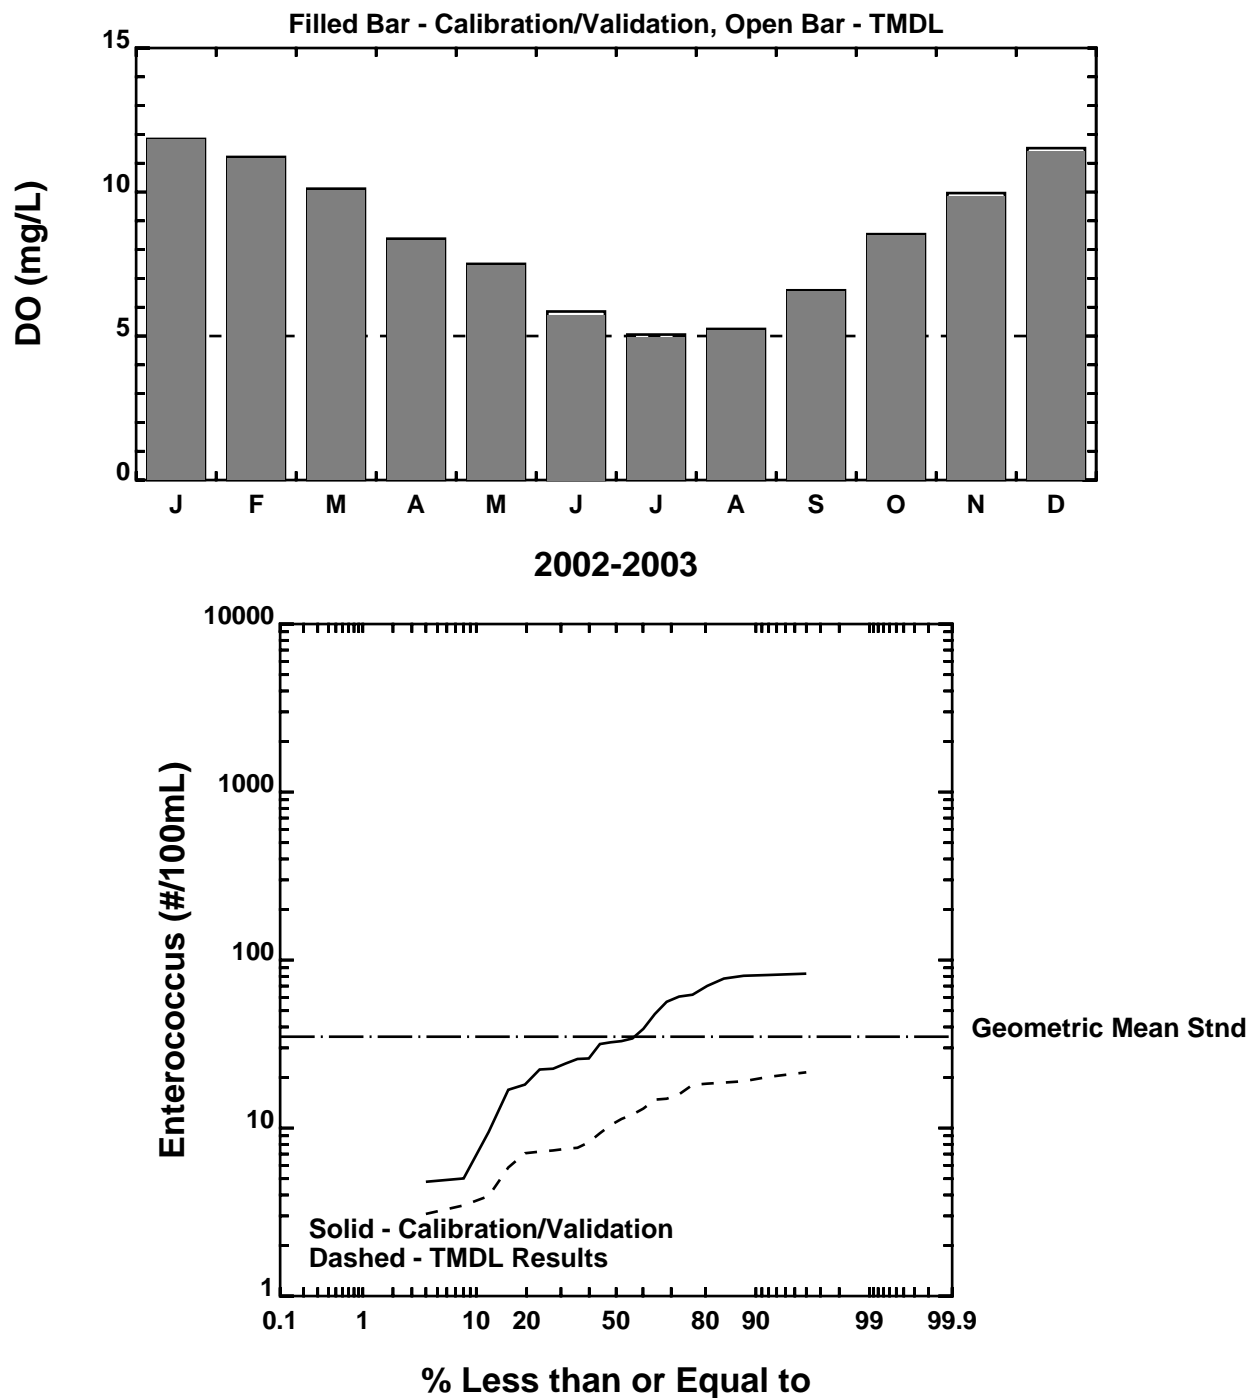 Filled Bar - Calibration/Validation, Open Bar - TMDL
15
10
5
0
DO (mg/L)
J F M A M J J A S O N D
2002-2003
10000
1000
100
10
1
Enterococcus (#/100mL)
Geometric Mean Stnd
Solid - Calibration/Validation
Dashed - TMDL Results
0.1 1 10 20 50 80 90 99 99.9
% Less than or Equal to